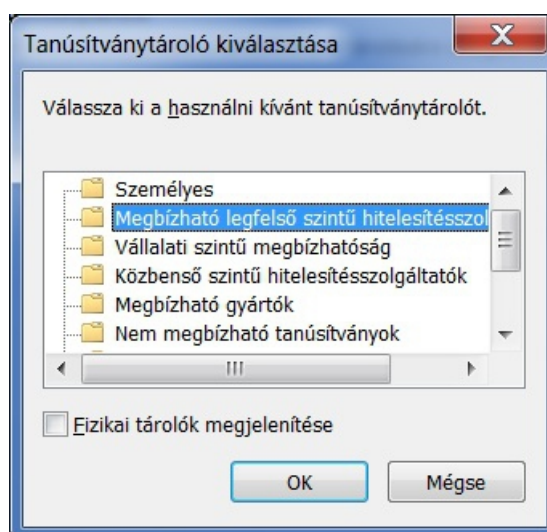 Tanúsítványtároló kiválasztása
Válassza ki a használni kívánt tanúsítványtárolót.
Személyes
Megbízható legfelső szintű hitelesítésszol
Vállalati szintű megbízhatóság
Közbenső szintű hitelesítésszolgáltatók
Megbízható gyártók
Nem megbízható tanúsítványok
Fizikai tárolók megjelenítése
OK
Mégse